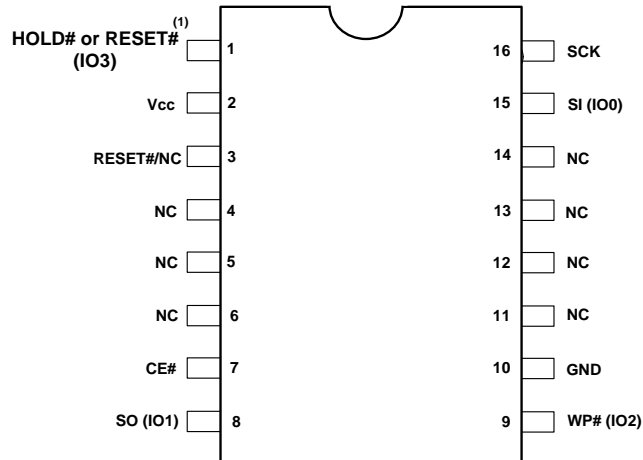 (1)
HOLD# or RESET# 1 16 SCK
(IO3)
Vcc 2 15 SI (IO0)
RESET#/NC 3 14 NC
NC 4 13 NC
NC 5 12 NC
NC 6 11 NC
CE# 7 10 GND
SO (IO1) 8 9 WP# (IO2)